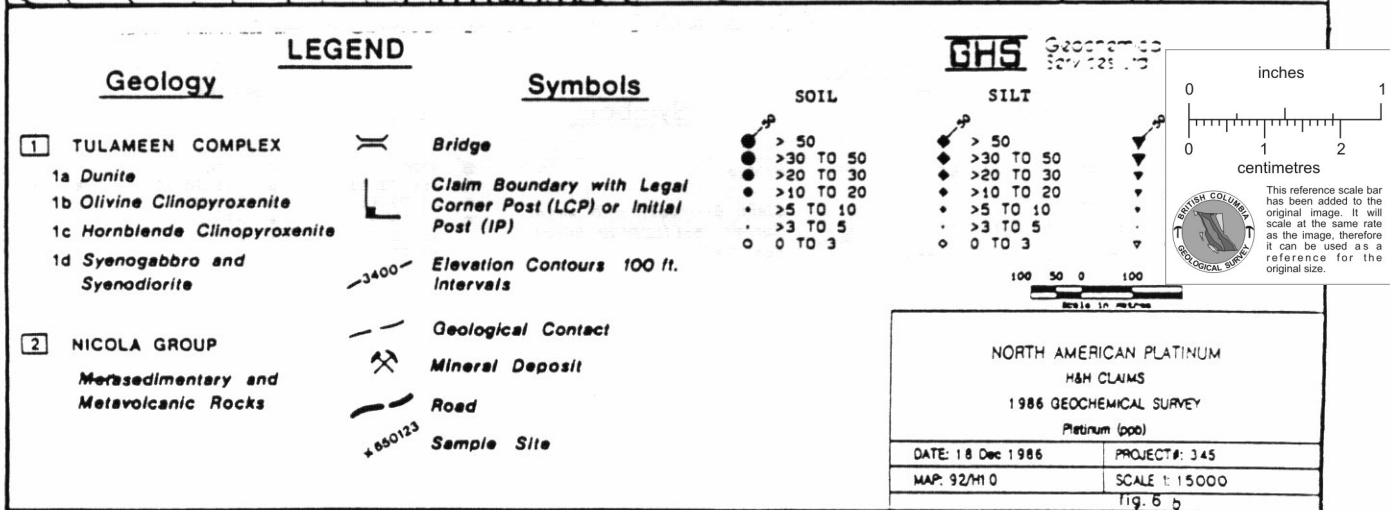 LEGEND
Geology
1 TULAMEEN COMPLEX
1a Dunite
1b Olivine Clinopyroxenite
1c Hornblende Clinopyroxenite
1d Syenogabbro and
Syenodiorite
2 NICOLA GROUP
Metasedimentary and
Metavolcanic Rocks
Symbols
Bridge
Claim Boundary with Legal
Corner Post (LCP) or Initial
Post (IP)
3400
Elevation Contours 100 ft.
Intervals
Geological Contact
Mineral Deposit
Road
Sample Site
GHS
SOIL
50
> 50
>30 TO 50
>20 TO 30
>10 TO 20
>5 TO 10
>3 TO 5
0 TO 3
SILT
50
> 50
>30 TO 50
>20 TO 30
>10 TO 20
>5 TO 10
>3 TO 5
0 TO 3
50
inches
0 1
0 1 2
centimetres
BRITISH COLUMBIA
GEOLOGICAL SURVEY
This reference scale bar
has been added to the
original image. It will
scale at the same rate
as the image, therefore
it can be used as a
reference for the
original size.
100 50 0 100
Scale in metres
NORTH AMERICAN PLATINUM
H&H CLAIMS
1986 GEOCHEMICAL SURVEY
Platinum (ppb)
DATE: 18 Dec 1986
PROJECT#: 345
MAP: 92/H10
SCALE 1: 15000
fig. 6 b